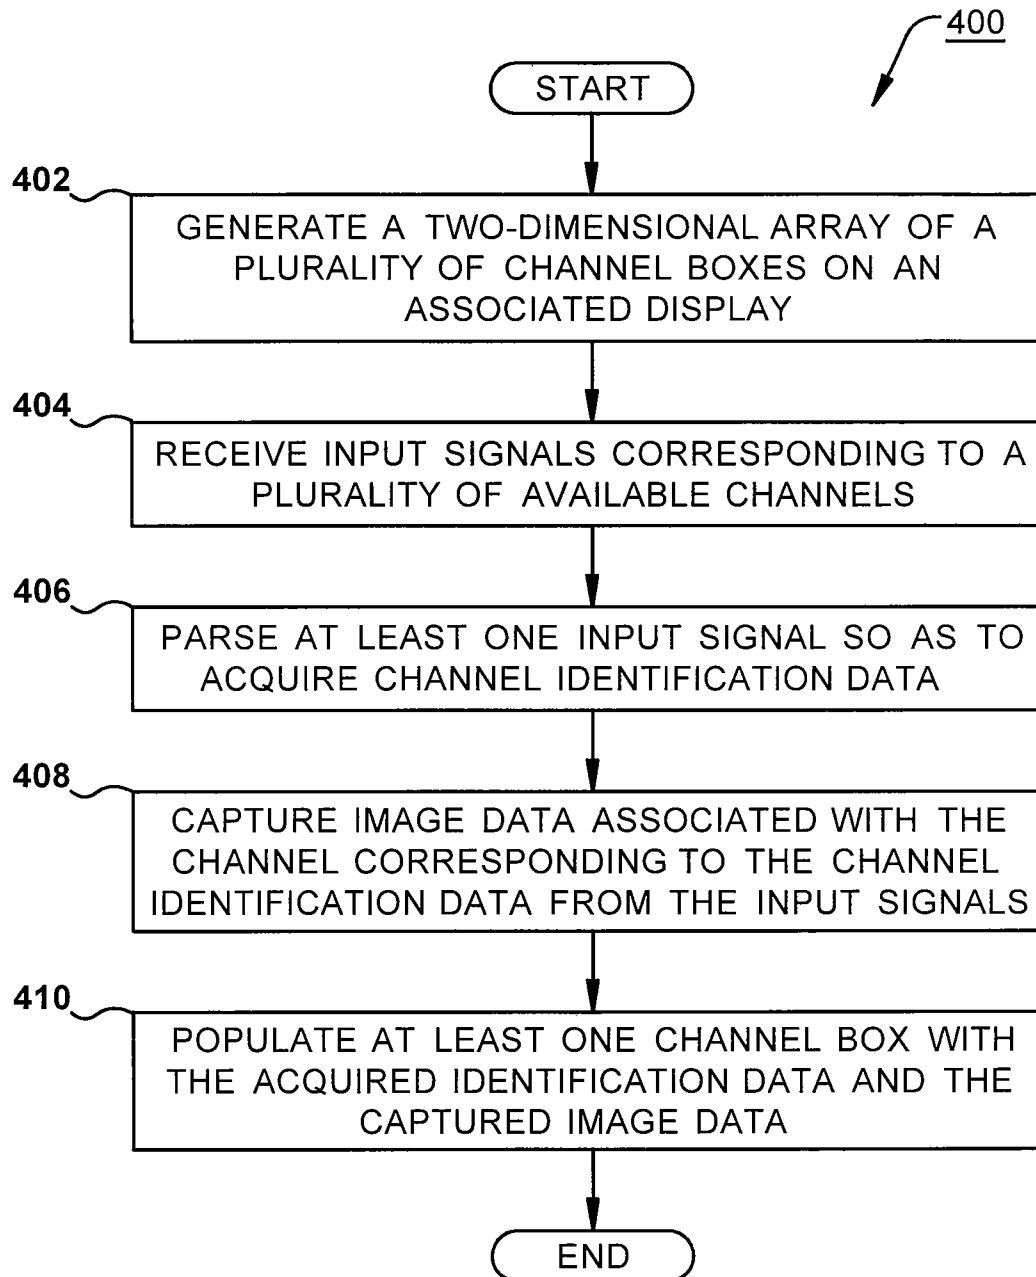 400
START
402
GENERATE A TWO-DIMENSIONAL ARRAY OF A
PLURALITY OF CHANNEL BOXES ON AN
ASSOCIATED DISPLAY
404
RECEIVE INPUT SIGNALS CORRESPONDING TO A
PLURALITY OF AVAILABLE CHANNELS
406
PARSE AT LEAST ONE INPUT SIGNAL SO AS TO
ACQUIRE CHANNEL IDENTIFICATION DATA
408
CAPTURE IMAGE DATA ASSOCIATED WITH THE
CHANNEL CORRESPONDING TO THE CHANNEL
IDENTIFICATION DATA FROM THE INPUT SIGNALS
410
POPULATE AT LEAST ONE CHANNEL BOX WITH
THE ACQUIRED IDENTIFICATION DATA AND THE
CAPTURED IMAGE DATA
END